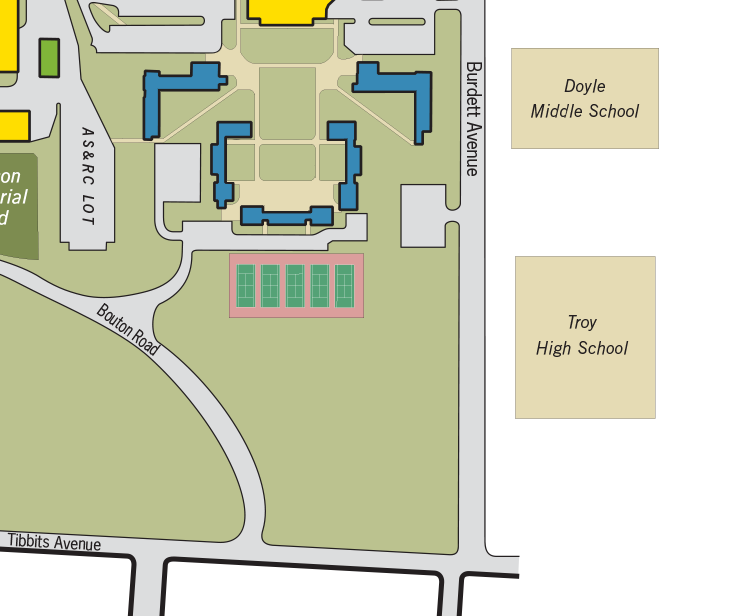 Doyle
Middle School
Burdett Avenue
AS&RC LOT
on
rial
d
Troy
High School
Bouton Road
Tibbits Avenue